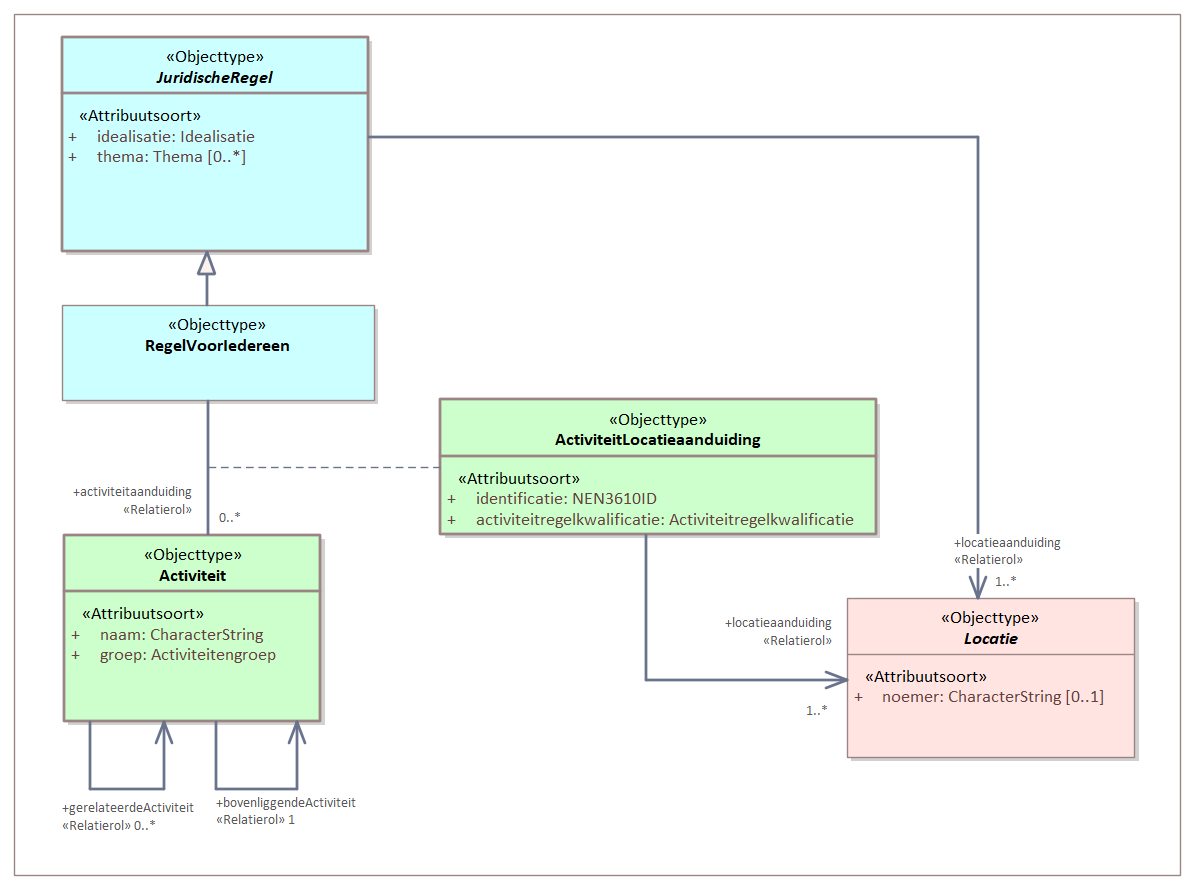 «Objecttype»
JuridischeRegel
«Attribuutsoort»
+ idealisatie: Idealisatie
+ thema: Thema [0..*]
«Objecttype»
RegelVoorIedereen
«Objecttype»
ActiviteitLocatieaanduiding
«Attribuutsoort»
+ identificatie: NEN3610ID
+ activiteitregelkwalificatie: Activiteitregelkwalificatie
+activiteitaanduiding
«Relatierol»
0..*
«Objecttype»
Activiteit
«Attribuutsoort»
+ naam: CharacterString
+ groep: Activiteitengroep
+locatieaanduiding
«Relatierol»
1..*
+locatieaanduiding
«Relatierol»
1..*
«Objecttype»
Locatie
«Attribuutsoort»
+ noemer: CharacterString [0..1]
+gerelateerdeActiviteit
«Relatierol» 0..*
+bovenliggendeActiviteit
«Relatierol» 1